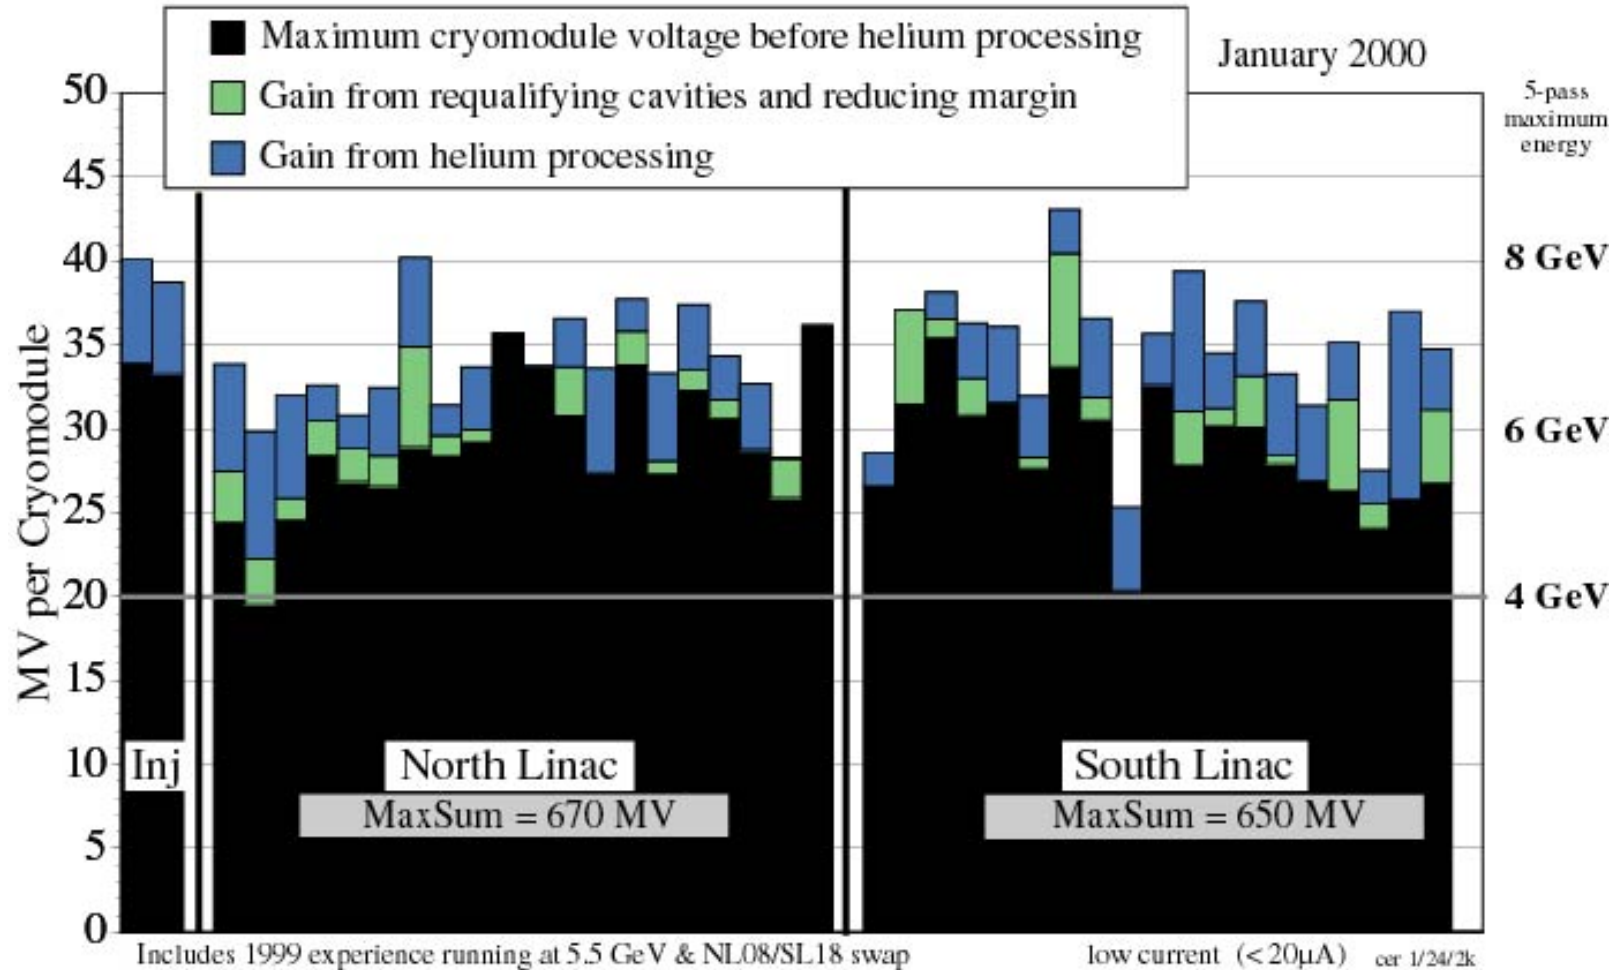 Maximum cryomodule voltage before helium processing
Gain from requalifying cavities and reducing margin
Gain from helium processing
January 2000
5-pass
maximum
energy
MV per Cryomodule
50
45
40
35
30
25
20
15
10
5
0
8 GeV
6 GeV
4 GeV
Inj
North Linac
MaxSum = 670 MV
South Linac
MaxSum = 650 MV
Includes 1999 experience running at 5.5 GeV & NL08/SL18 swap
low current (<20μA)
cer 1/24/2k